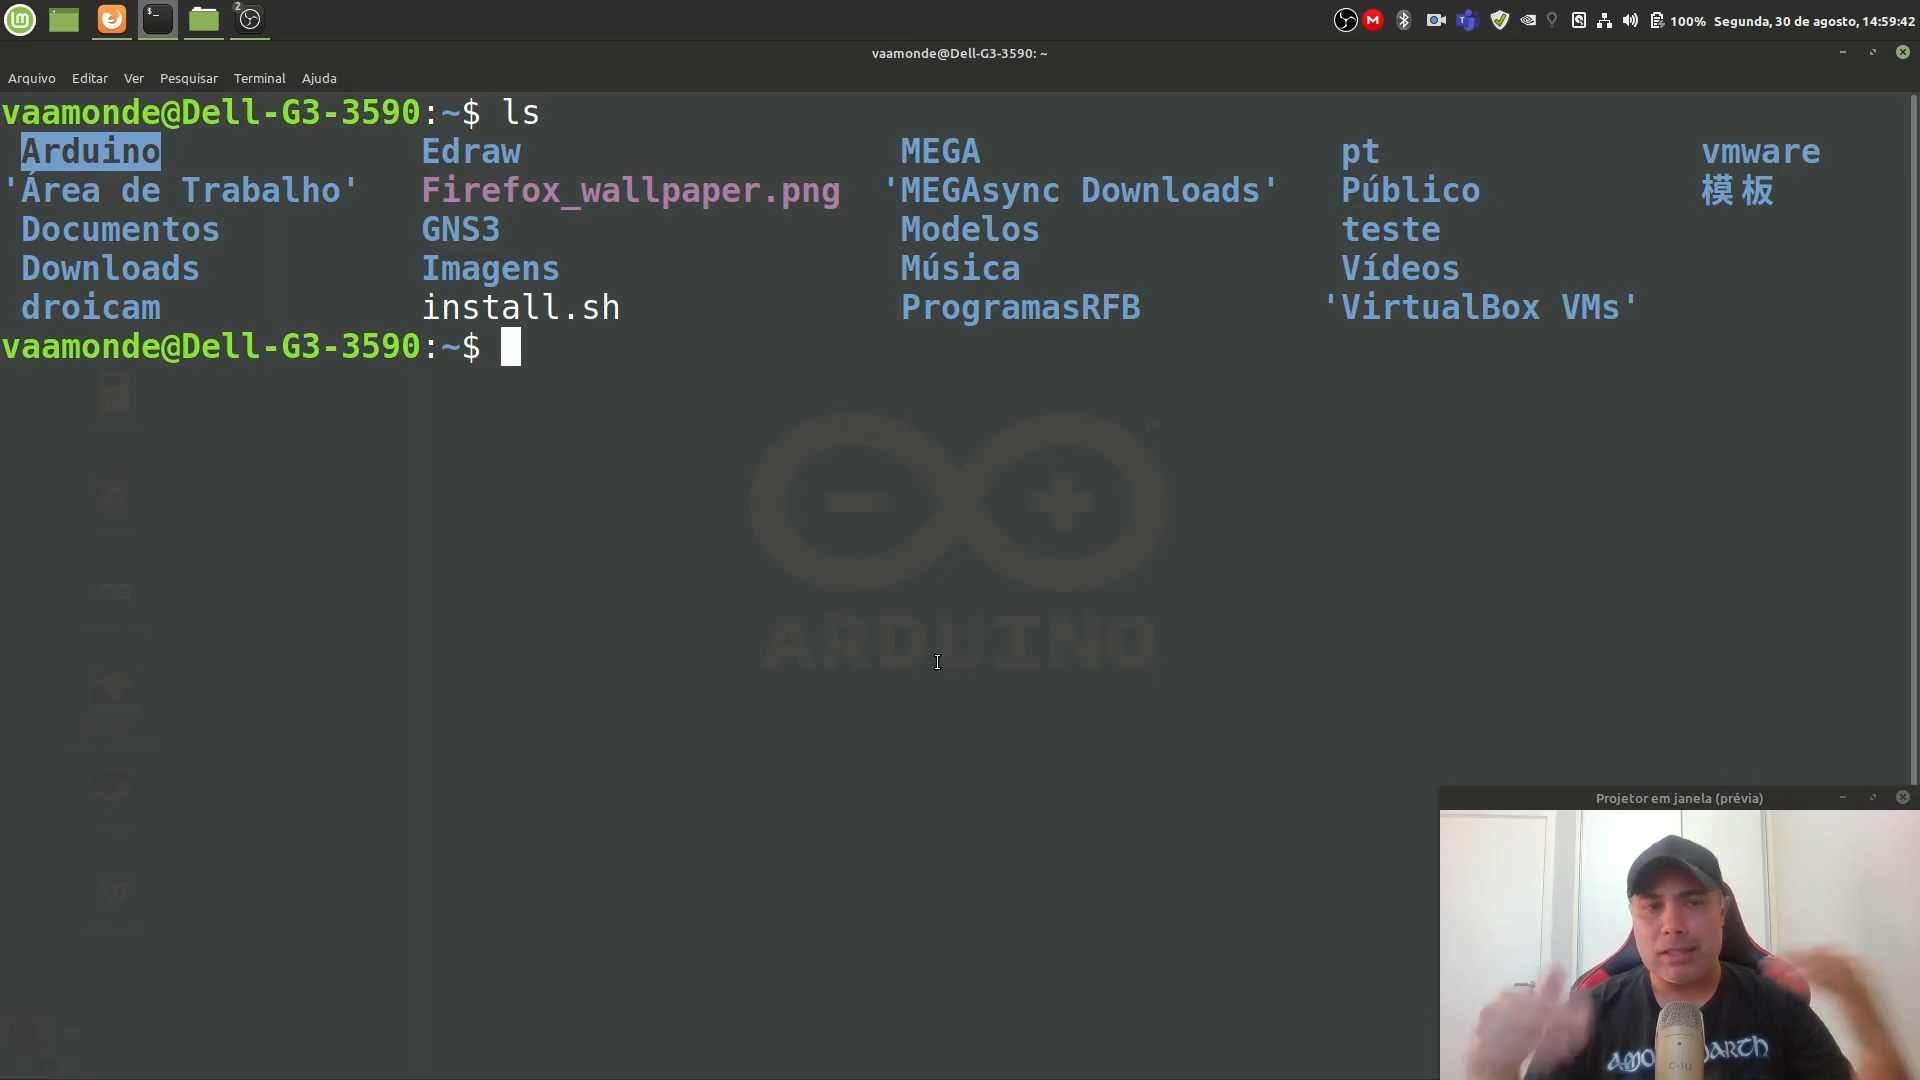 2
100% Segunda, 30 de agosto, 14:59:42
vaamonde@Dell-G3-3590: ~
Arquivo Editar Ver Pesquisar Terminal Ajuda
vaamonde@Dell-G3-3590:~$ ls
Arduino Edraw MEGA pt vmware
'Área de Trabalho' Firefox_wallpaper.png 'MEGAsync Downloads' Público 模板
Documentos GNS3 Modelos teste
Downloads Imagens Música Vídeos
droicam install.sh ProgramasRFB 'VirtualBox VMs'
vaamonde@Dell-G3-3590:~$
ARDUINO
Projetor em janela (prévia)
C-1U